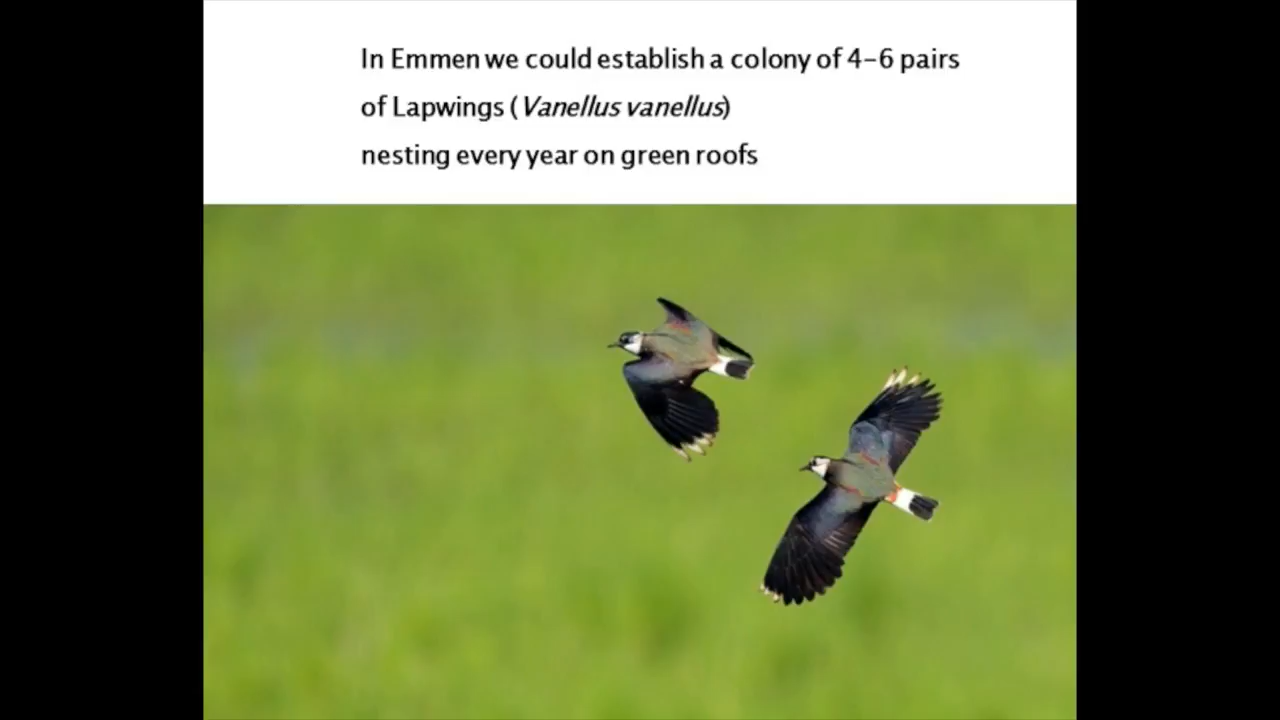 In Emmen we could establish a colony of 4–6 pairs
of Lapwings (Vanellus vanellus)
nesting every year on green roofs